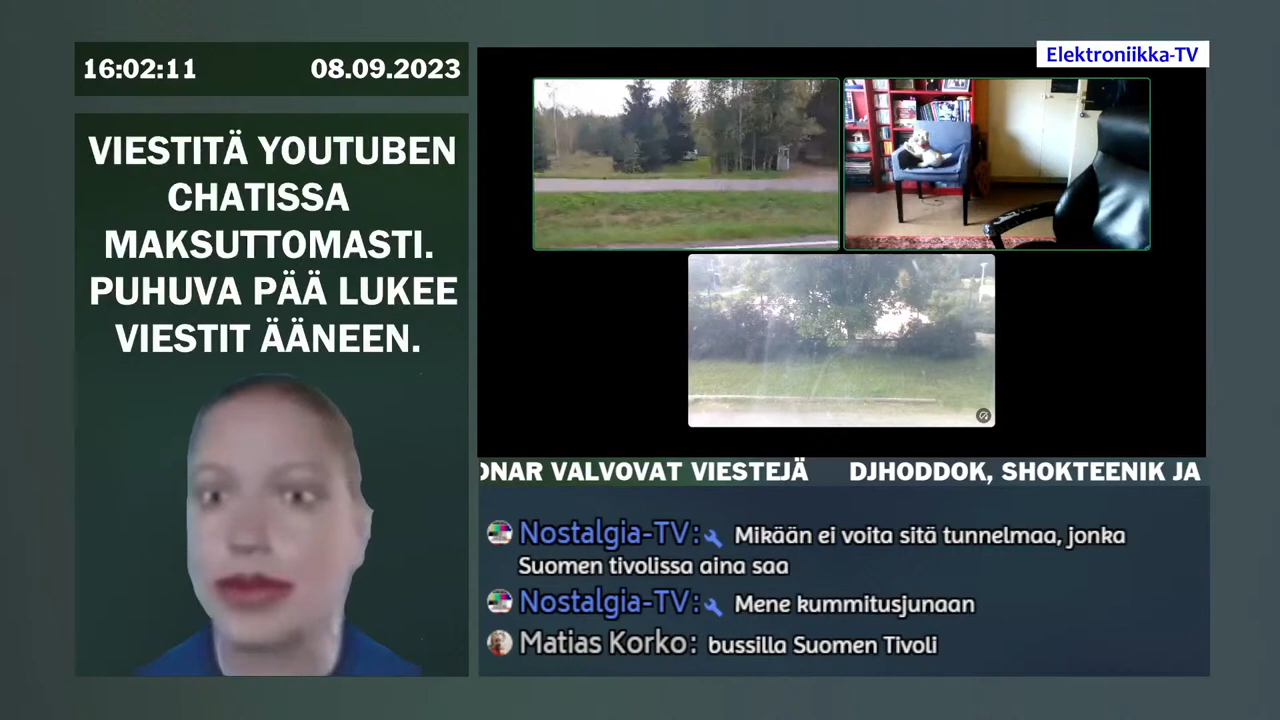 16:02:11 08.09.2023
VIESTITÄ YOUTUBEN
CHATISSA
MAKSUTTOMASTI.
PUHUVA PÄÄ LUKEE
VIESTIT ÄÄNEEN.
Elektroniikka-TV
ONAR VALVOVAT VIESTEJÄ DJHODDOK, SHOKTEENIK JA
Nostalgia-TV: Mikään ei voita sitä tunnelmaa, jonka
Suomen tivolissa aina saa
Nostalgia-TV: Mene kummitusjunaan
Matias Korko: bussilla Suomen Tivoli